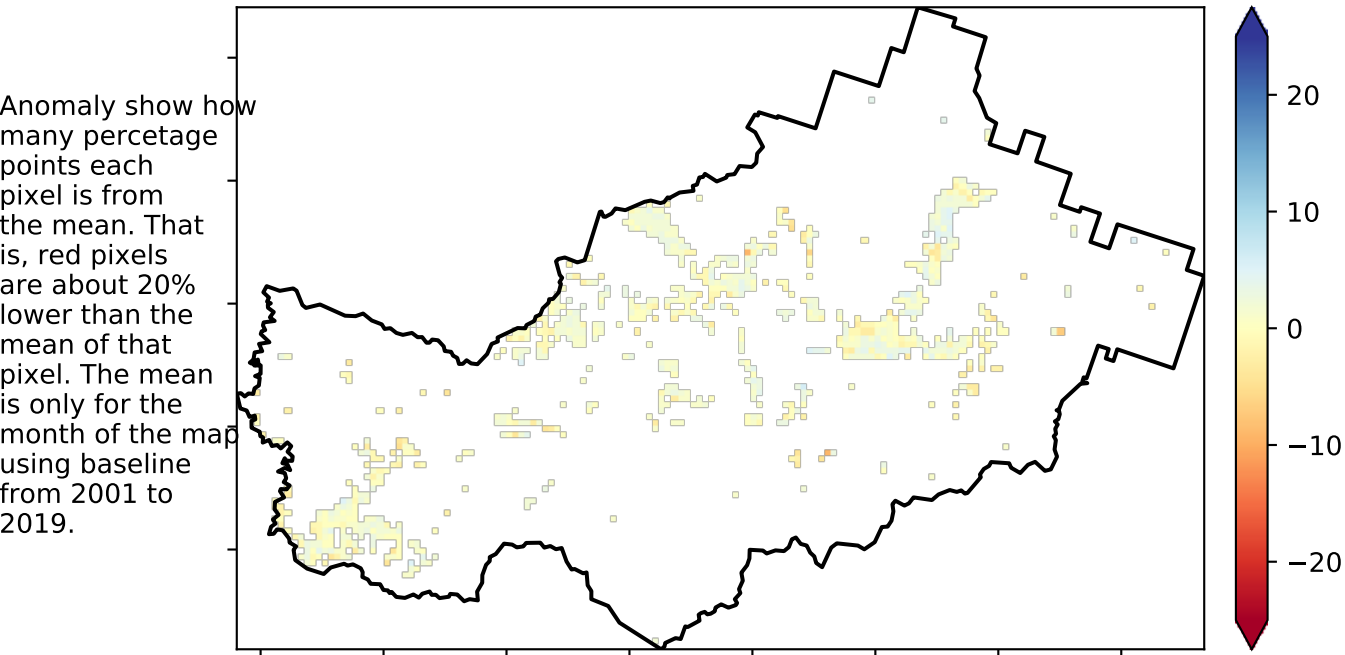 Anomaly show how
many percetage
points each
pixel is from
the mean. That
is, red pixels
are about 20%
lower than the
mean of that
pixel. The mean
is only for the
month of the map
using baseline
from 2001 to
2019.
20
10
0
−10
−20